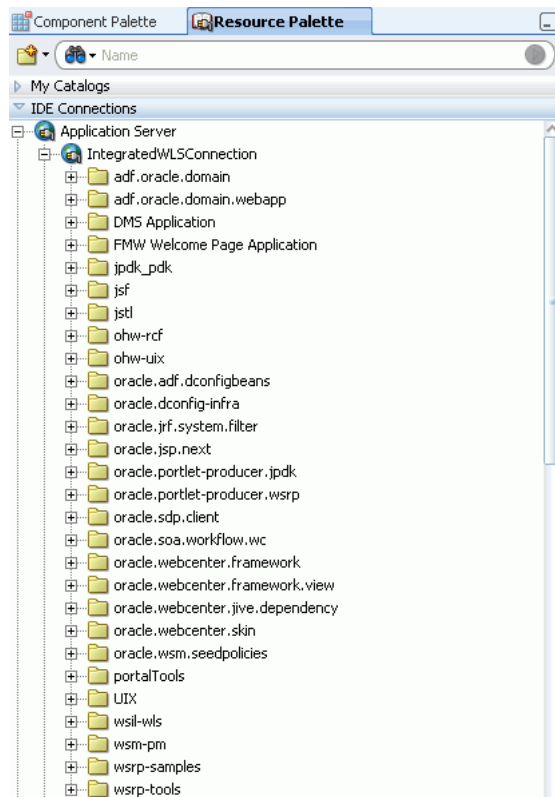 Component Palette Resource Palette
Name
My Catalogs
IDE Connections
Application Server
IntegratedWLSConnection
adf.oracle.domain
adf.oracle.domain.webapp
DMS Application
FMW Welcome Page Application
jpdk_pdk
jsf
jstl
ohw-rcf
ohw-uix
oracle.adf.dconfigbeans
oracle.dconfig-infra
oracle.jrf.system.filter
oracle.jsp.next
oracle.portlet-producer.jpdk
oracle.portlet-producer.wsrp
oracle.sdp.client
oracle.soa.workflow.wc
oracle.webcenter.framework
oracle.webcenter.framework.view
oracle.webcenter.jive.dependency
oracle.webcenter.skin
oracle.wsm.seedpolicies
portalTools
UIX
wsil-wls
wsm-pm
wsrp-samples
wsrp-tools